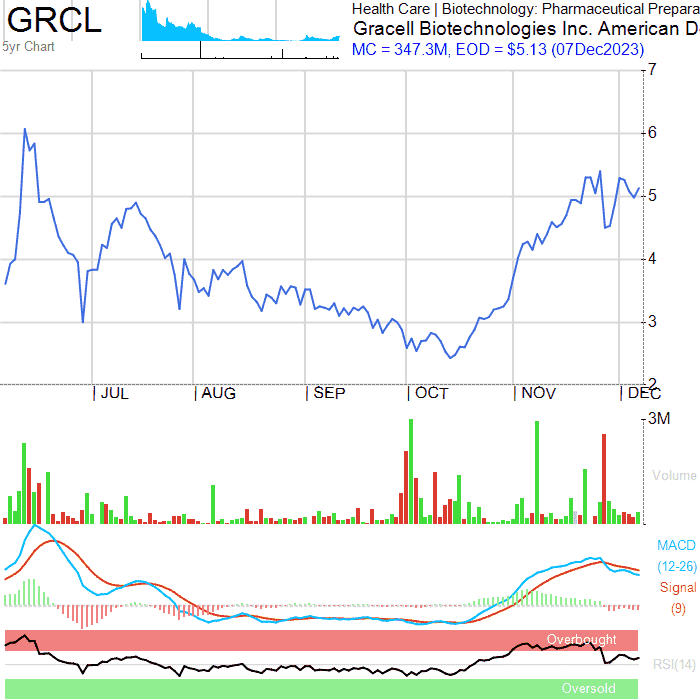 GRCL
5yr Chart
Health Care | Biotechnology: Pharmaceutical Prepara
Gracell Biotechnologies Inc. American D
MC = 347.3M, EOD = $5.13 (07Dec2023)
7
6
5
4
3
2
JUL
AUG
SEP
OCT
NOV
DEC
3M
Volume
MACD
(12-26)
Signal
(9)
Overbought
RSI(14)
Oversold